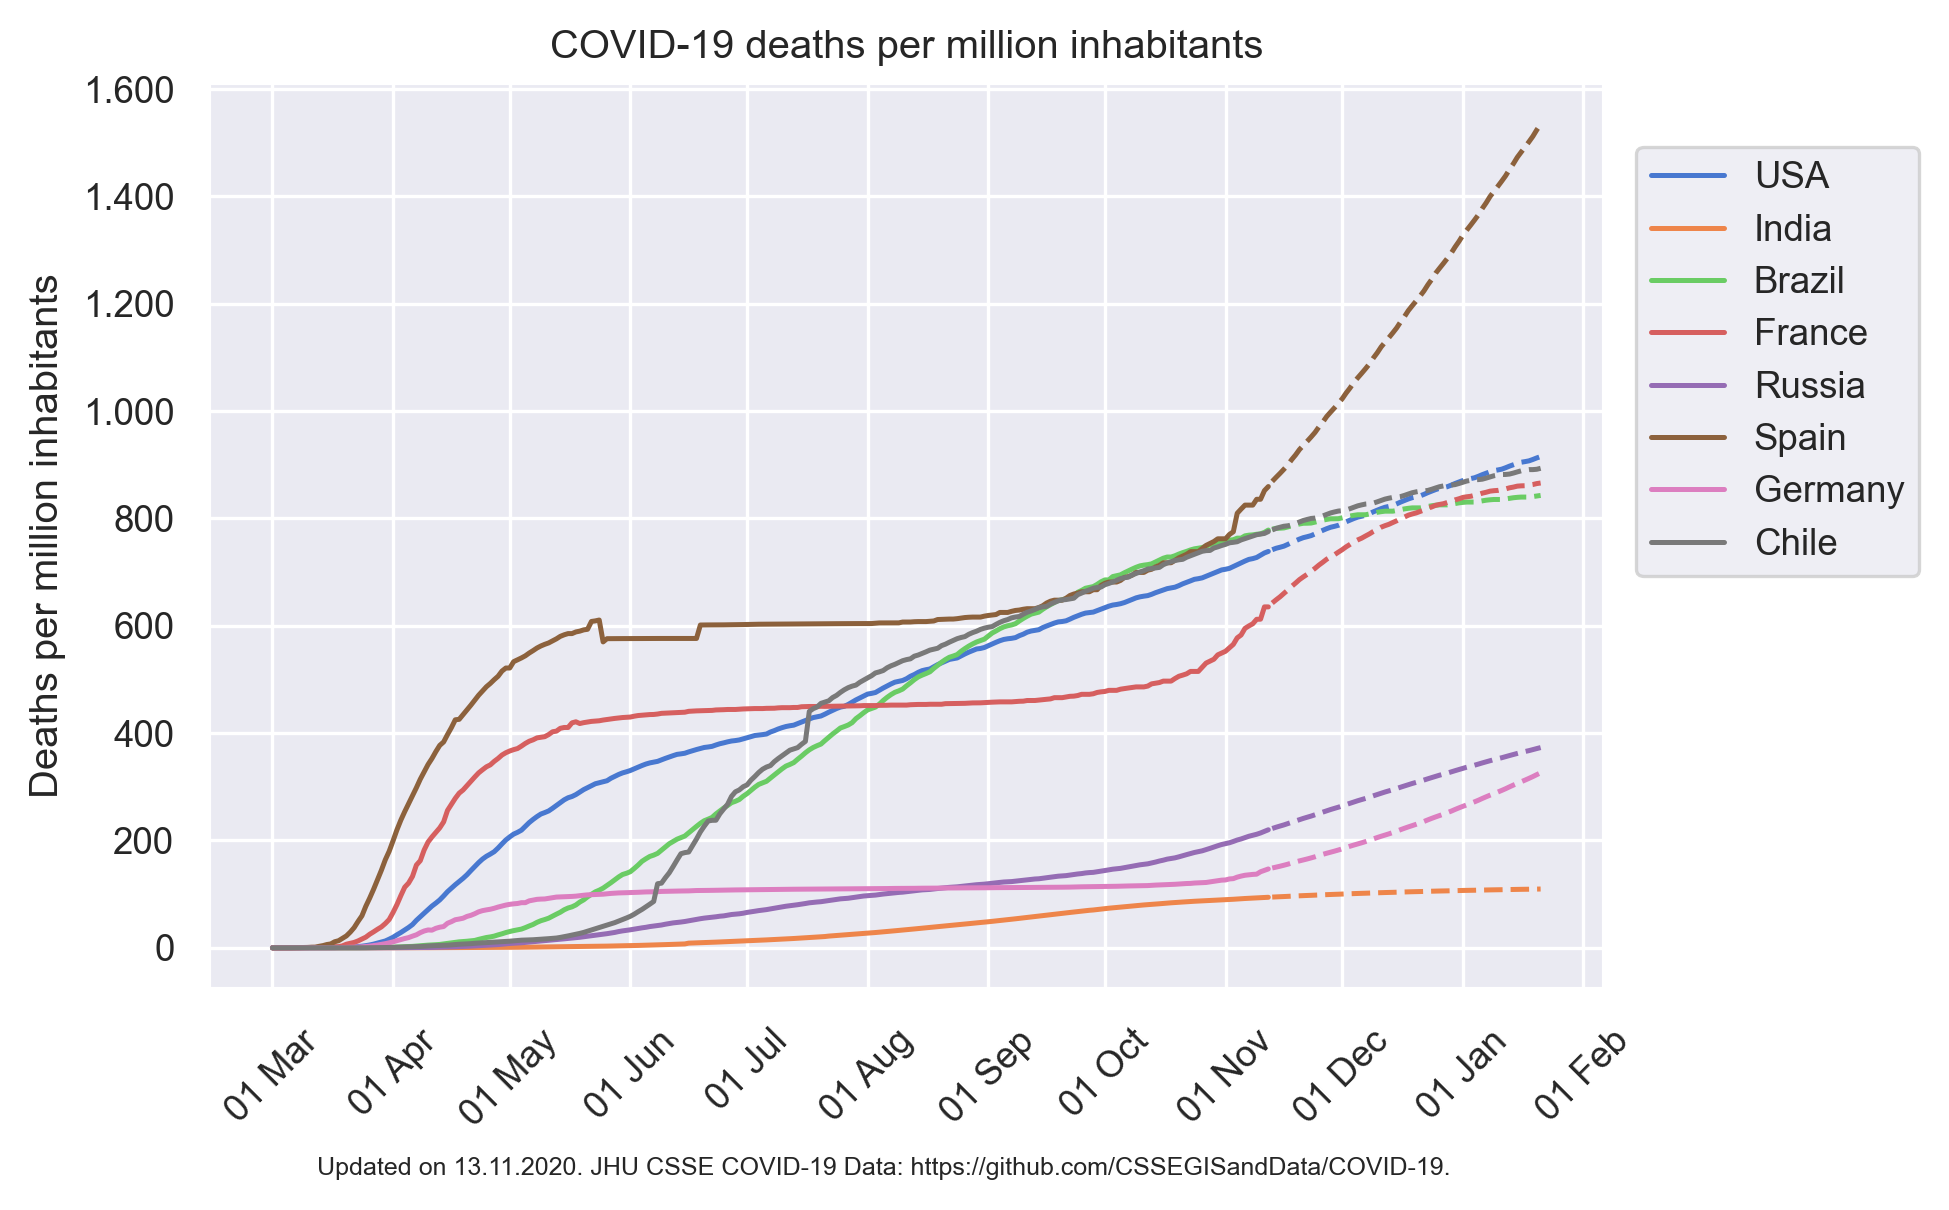 COVID-19 deaths per million inhabitants
Deaths per million inhabitants
1.600
1.400
1.200
1.000
800
600
400
200
0
01 Mar
01 Apr
01 May
01 Jun
01 Jul
01 Aug
01 Sep
01 Oct
01 Nov
01 Dec
01 Jan
01 Feb
USA
India
Brazil
France
Russia
Spain
Germany
Chile
Updated on 13.11.2020. JHU CSSE COVID-19 Data: https://github.com/CSSEGISandData/COVID-19.